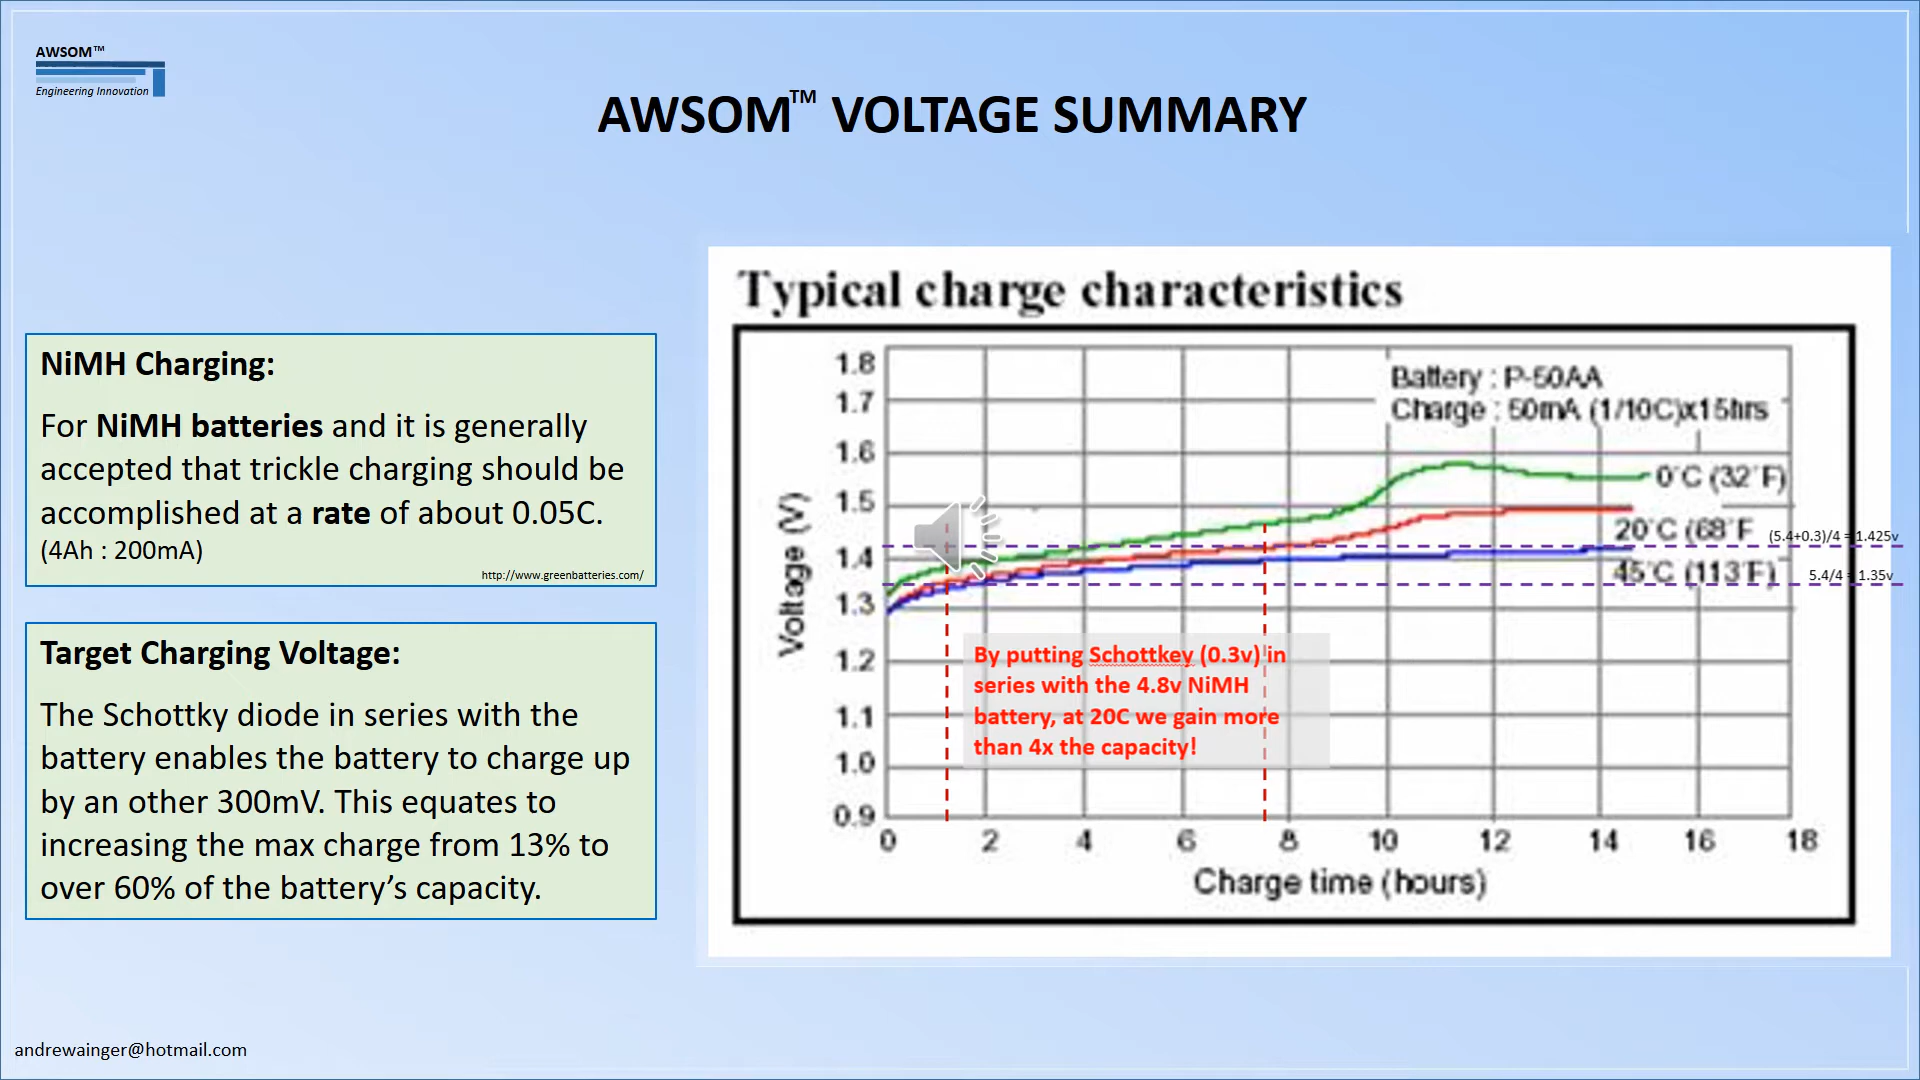 AWSOM™
Engineering Innovation
AWSOM™ VOLTAGE SUMMARY
NiMH Charging:
For NiMH batteries and it is generally
accepted that trickle charging should be
accomplished at a rate of about 0.05C.
(4Ah : 200mA)
http://www.greenbatteries.com/
Target Charging Voltage:
The Schottky diode in series with the
battery enables the battery to charge up
by an other 300mV. This equates to
increasing the max charge from 13% to
over 60% of the battery’s capacity.
Typical charge characteristics
Battery : P-50AA
Charge : 50mA (1/10C)x15hrs
Voltage (V)
1.8
1.7
1.6
1.5
1.4
1.3
1.2
1.1
1.0
0.9
0°C (32°F)
20°C (68°F
(5.4+0.3)/4 = 1.425v
45°C (113°F)
5.4/4 = 1.35v
By putting Schottkey (0.3v) in
series with the 4.8v NiMH
battery, at 20C we gain more
than 4x the capacity!
0 2 4 6 8 10 12 14 16 18
Charge time (hours)
andrewainger@hotmail.com